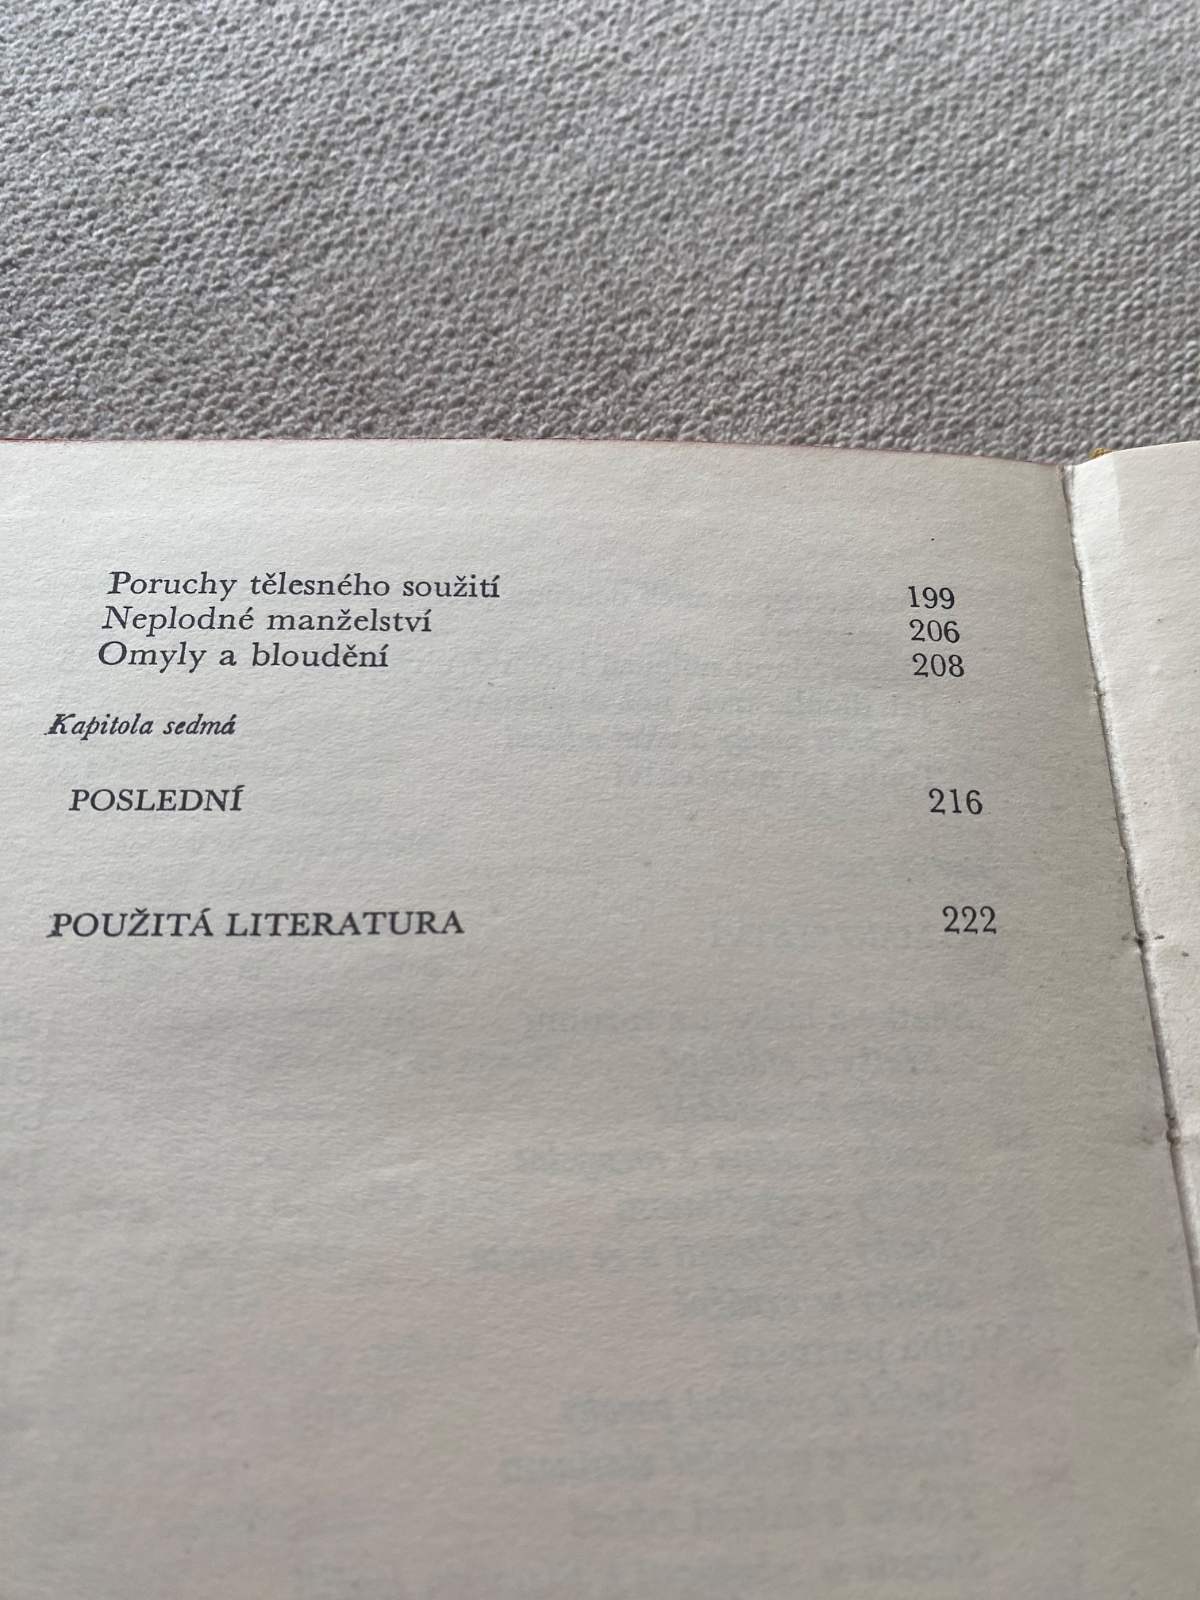 Poruchy tělesného soužití 199
Neplodné manželství 206
Omyly a bloudění 208
Kapitola sedmá
POSLEDNÍ 216
POUŽITÁ LITERATURA 222